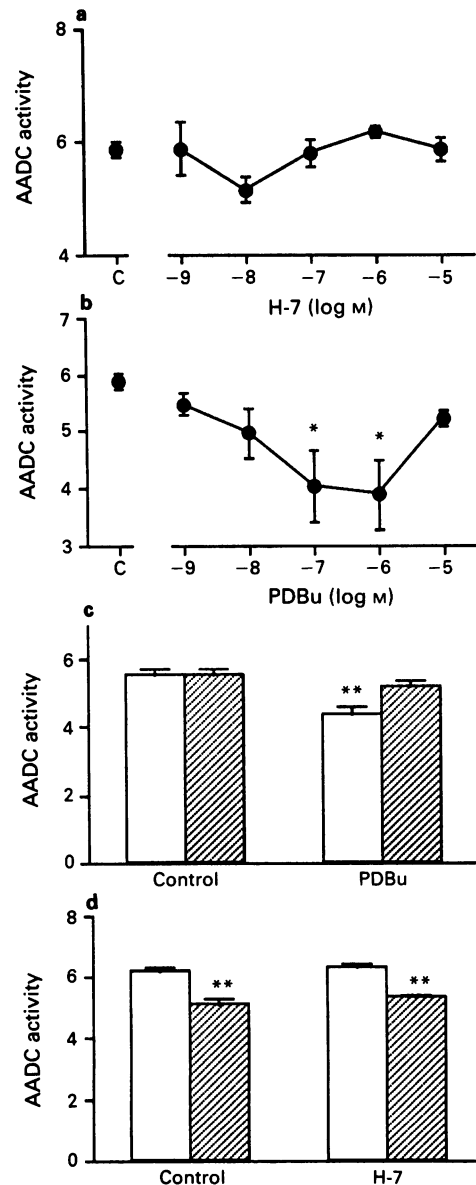 a
8
6
4
AADC activity
C
−9 −8 −7 −6 −5
H-7 (log M)
b
7
6
5
4
3
AADC activity
* *
C
−9 −8 −7 −6 −5
PDBu (log M)
c
6
4
2
0
AADC activity
**
Control PDBu
d
8
6
4
2
0
AADC activity
** **
Control H-7